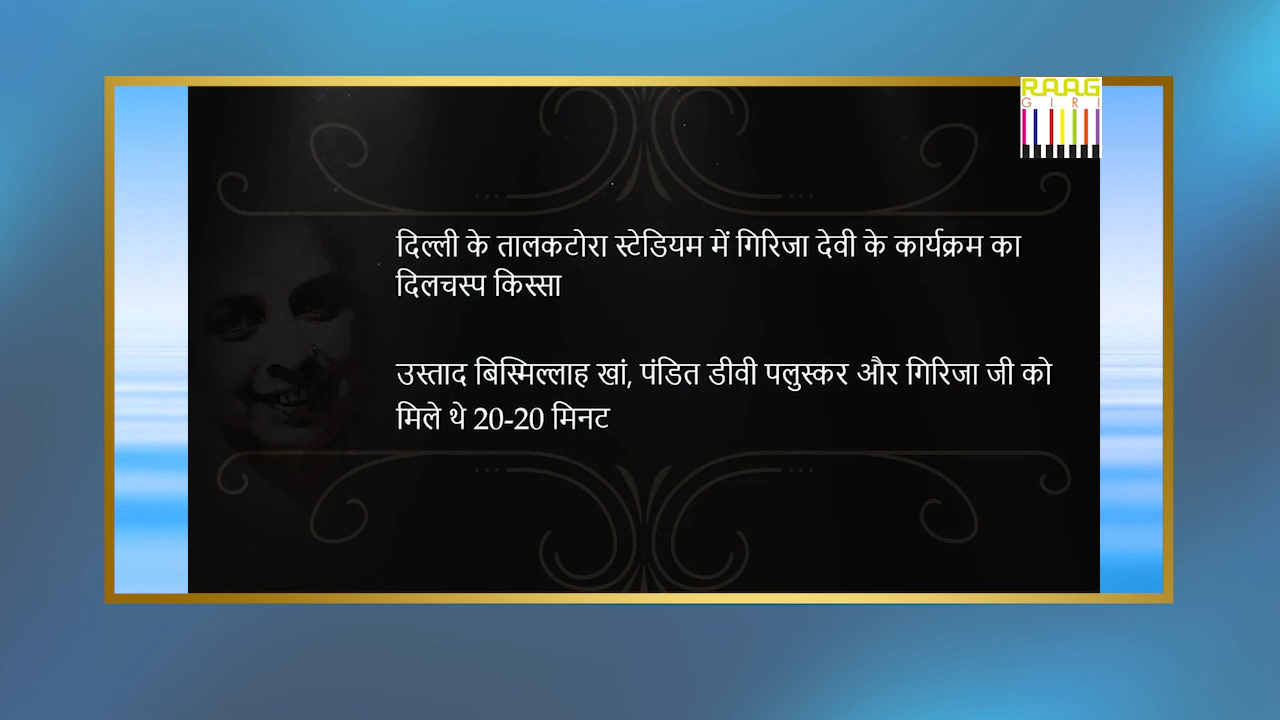 RAAG
GIRI
दिल्ली के तालकटोरा स्टेडियम में गिरिजा देवी के कार्यक्रम का
दिलचस्प किस्सा
उस्ताद बिस्मिल्लाह खां, पंडित डीवी पलुस्कर और गिरिजा जी को
मिले थे 20-20 मिनट